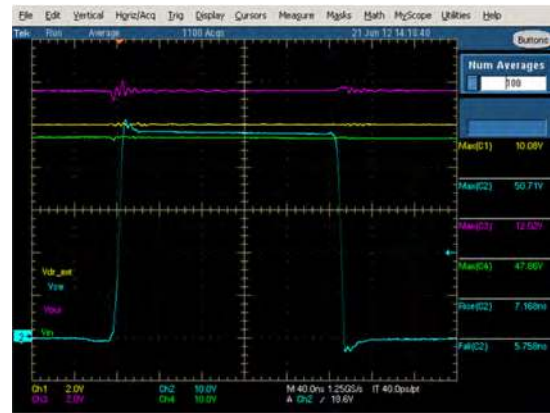 File Edit Vertical Horiz/Acq Trig Display Cursors Measure Masks Math MyScope Utilities Help
Tek Run Average 1100 Acqs 21 Jun 12 14:18:40
Buttons
Num Averages
100
Max(C1) 10.08V
Max(C2) 50.71V
Max(C3) 12.02V
Max(C4) 47.86V
Rise(C2) 7.168ns
Fall(C2) 5.758ns
Vdr_ext
Vsw
Vout
Vin
Ch1 2.0V Ch2 10.0V M 40.0ns 1.25GS/s IT 40.0ps/pt
Ch3 2.0V Ch4 10.0V A Ch2 / 19.6V